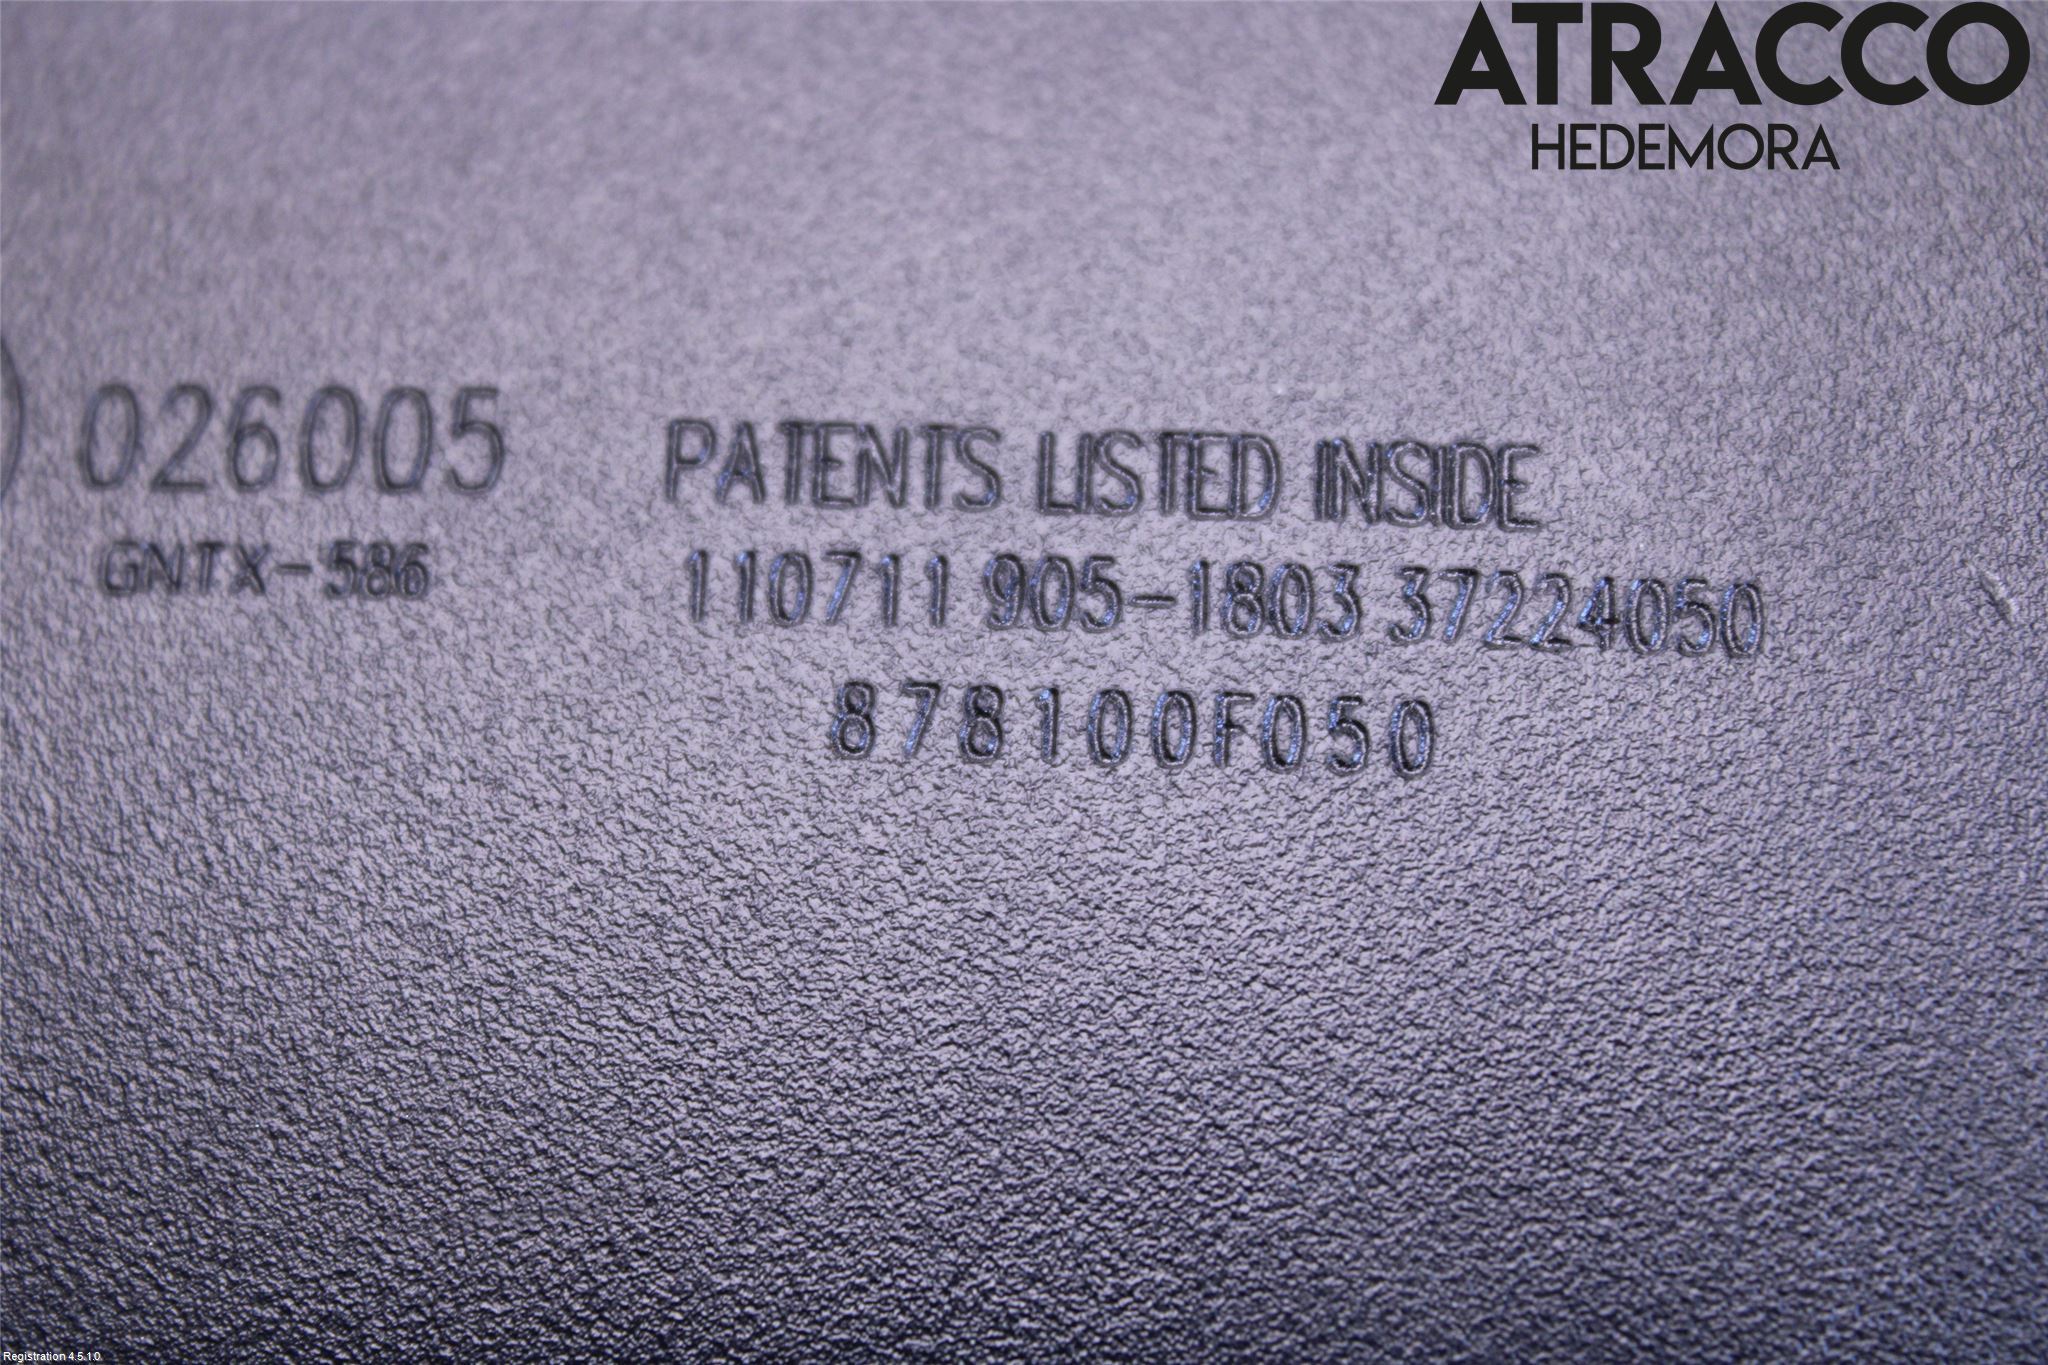 ATRACCO
HEDEMORA
026005
GNTX-586
PATENTS LISTED INSIDE
110711 905-1803 37224050
878100F050
Registration 4.5.1.0